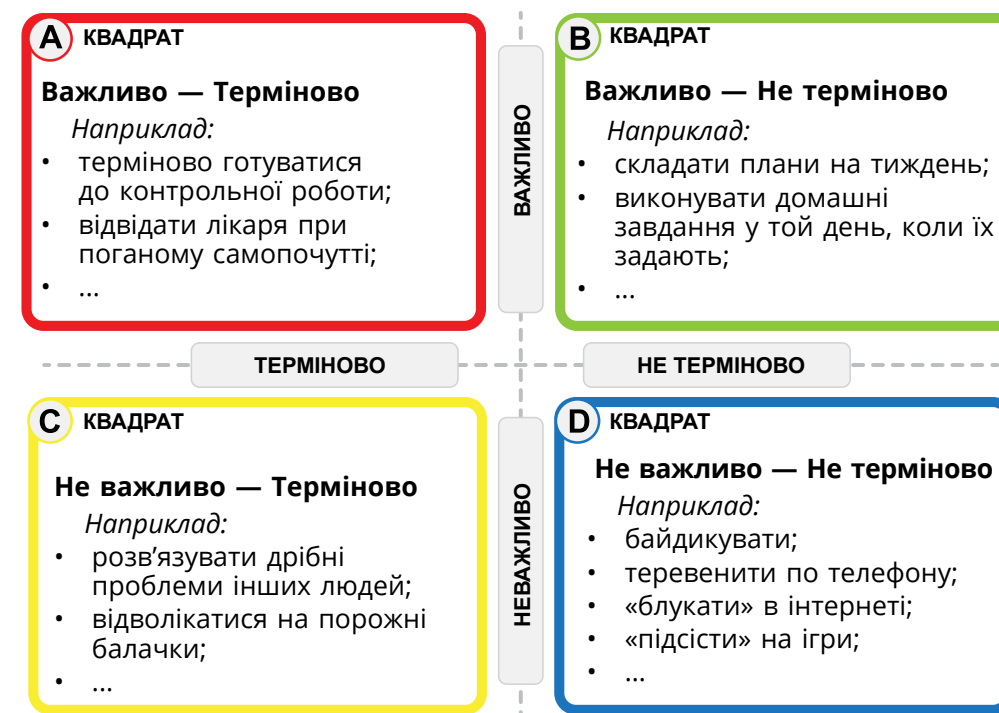 A КВАДРАТ
Важливо — Терміново
Наприклад:
• терміново готуватися
до контрольної роботи;
• відвідати лікаря при
поганому самопочутті;
• ...
ВАЖЛИВО
B КВАДРАТ
Важливо — Не терміново
Наприклад:
• складати плани на тиждень;
• виконувати домашні
завдання у той день, коли їх
задають;
• ...
ТЕРМІНОВО
НЕ ТЕРМІНОВО
C КВАДРАТ
Не важливо — Терміново
Наприклад:
• розв’язувати дрібні
проблеми інших людей;
• відволікатися на порожні
балачки;
• ...
НЕВАЖЛИВО
D КВАДРАТ
Не важливо — Не терміново
Наприклад:
• байдикувати;
• теревенити по телефону;
• «блукати» в інтернеті;
• «підсісти» на ігри;
• ...